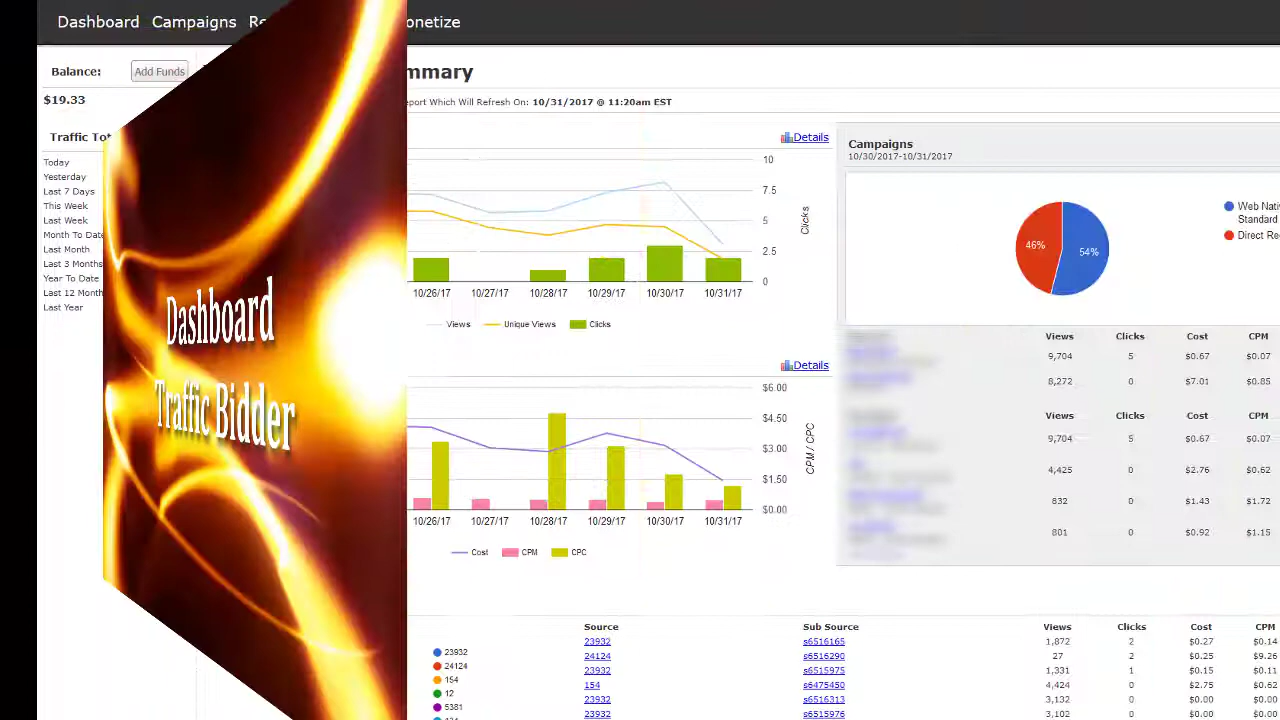 Dashboard Campaigns Re onetize
Balance: Add Funds
$19.33
Traffic Tot
Today
Yesterday
Last 7 Days
This Week
Last Week
Month To Date
Last Month
Last 3 Months
Year To Date
Last 12 Month
Last Year
Dashboard
Traffic Bidder
mmary
eport Which Will Refresh On: 10/31/2017 @ 11:20am EST
Details
10
7.5
5
2.5
0
Clicks
10/26/17 10/27/17 10/28/17 10/29/17 10/30/17 10/31/17
Views Unique Views Clicks
Details
$6.00
$4.50
$3.00
$1.50
$0.00
CPM / CPC
10/26/17 10/27/17 10/28/17 10/29/17 10/30/17 10/31/17
Cost CPM CPC
Campaigns
10/30/2017-10/31/2017
46% 54%
Web Nati
Standard
Direct Re
Views Clicks Cost CPM
9,704 5 $0.67 $0.07
8,272 0 $7.01 $0.85
Views Clicks Cost CPM
9,704 5 $0.67 $0.07
4,425 0 $2.76 $0.62
832 0 $1.43 $1.72
801 0 $0.92 $1.15
23932
24124
154
12
5381
Source Sub Source Views Clicks Cost CPM
23932 s6516165 1,872 2 $0.27 $0.14
24124 s6516290 27 2 $0.25 $9.26
23932 s6515975 1,331 1 $0.15 $0.11
154 s6475450 4,424 0 $2.75 $0.62
23932 s6516313 3,132 0 $0.00 $0.00
23932 s6515976 3,102 0 $0.00 $0.00